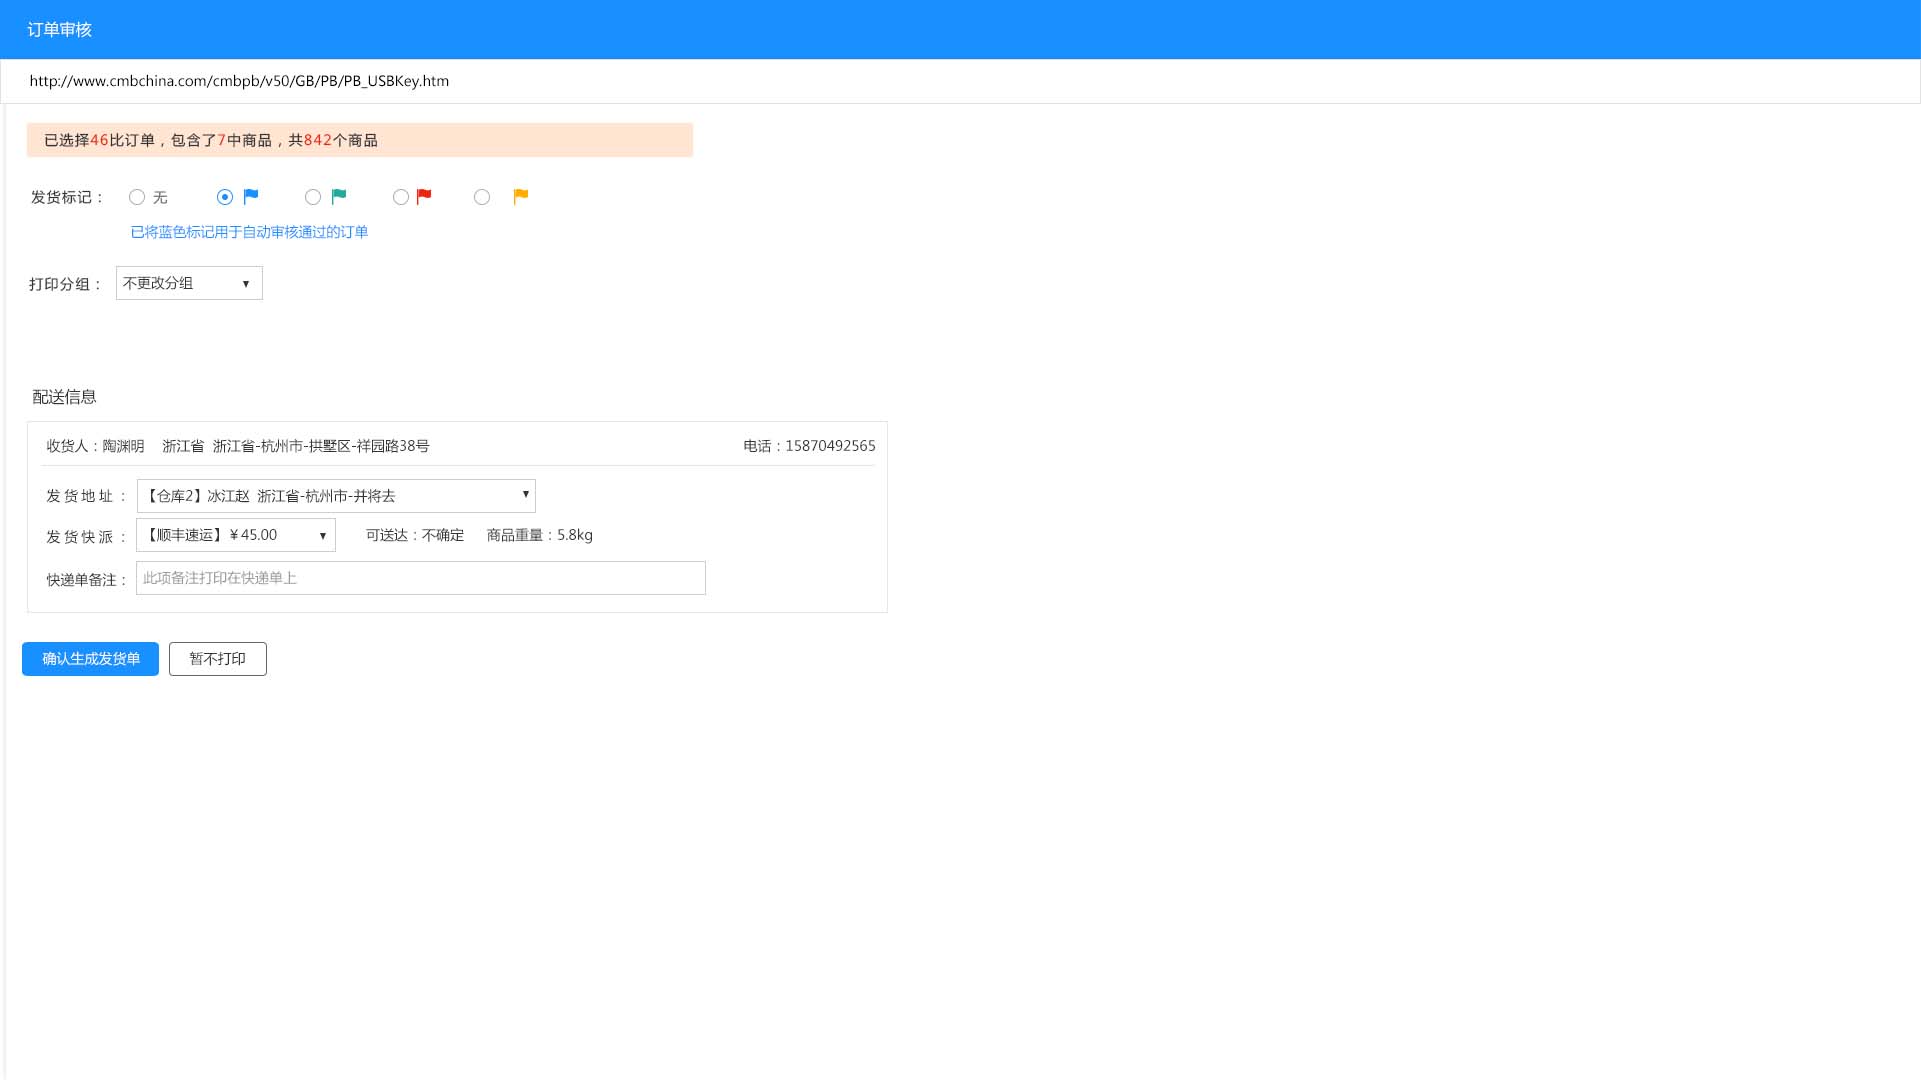 订单审核
http://www.cmbchina.com/cmbpb/v50/GB/PB/PB_USBKey.htm
已选择46比订单，包含了7中商品，共842个商品
发货标记： 无
已将蓝色标记用于自动审核通过的订单
打印分组： 不更改分组
配送信息
收货人：陶渊明 浙江省 浙江省-杭州市-拱墅区-祥园路38号 电话：15870492565
发货地址： 【仓库2】冰江赵 浙江省-杭州市-并将去
发货快派： 【顺丰速运】￥45.00 可送达：不确定 商品重量：5.8kg
快递单备注： 此项备注打印在快递单上
确认生成发货单 暂不打印